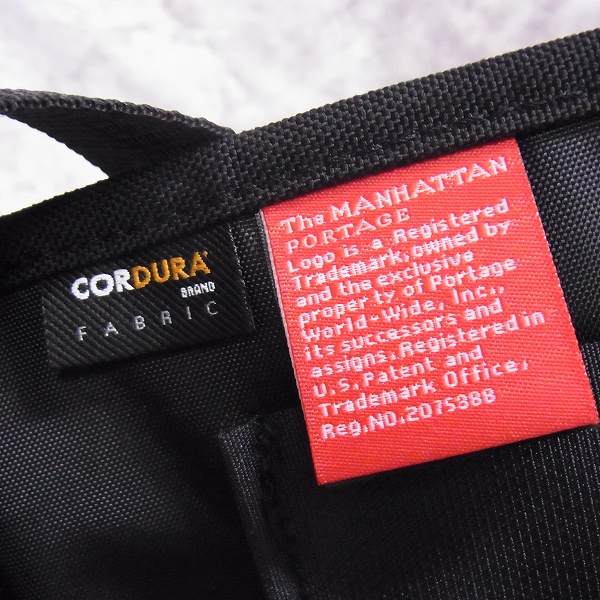 CORDURA®
BRAND
FABRIC
The MANHATTAN
PORTAGE
Logo is a Registered
Trademark, owned by
and the exclusive
property of Portage
World-Wide, Inc.,
its successors and
assigns, Registered in
U.S. Patent and
Trademark Office,
Reg.NO.2075388